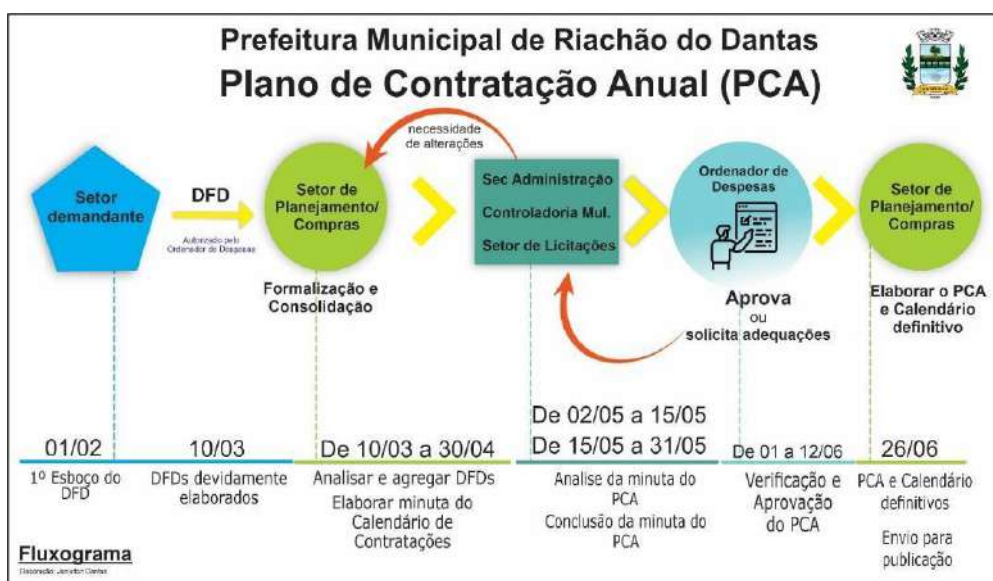 Prefeitura Municipal de Riachão do Dantas
Plano de Contratação Anual (PCA)
necessidade
de alterações
Setor
demandante
DFD
Autorizado pelo
Ordenador de Despesas
Setor de
Planejamento/
Compras
Formalização e
Consolidação
Sec Administração
Controladoria Mul.
Setor de Licitações
Ordenador de
Despesas
Aprova
ou
solicita adequações
Setor de
Planejamento/
Compras
Elaborar o PCA
e Calendário
definitivo
01/02
1º Esboço do
DFD
10/03
DFDs devidamente
elaborados
De 10/03 a 30/04
Analisar e agregar DFDs
Elaborar minuta do
Calendário de
Contratações
De 02/05 a 15/05
De 15/05 a 31/05
Analise da minuta do
PCA
Conclusão da minuta do
PCA
De 01 a 12/06
Verificação e
Aprovação
do PCA
26/06
PCA e Calendário
definitivos
Envio para
publicação
Fluxograma
Dantas